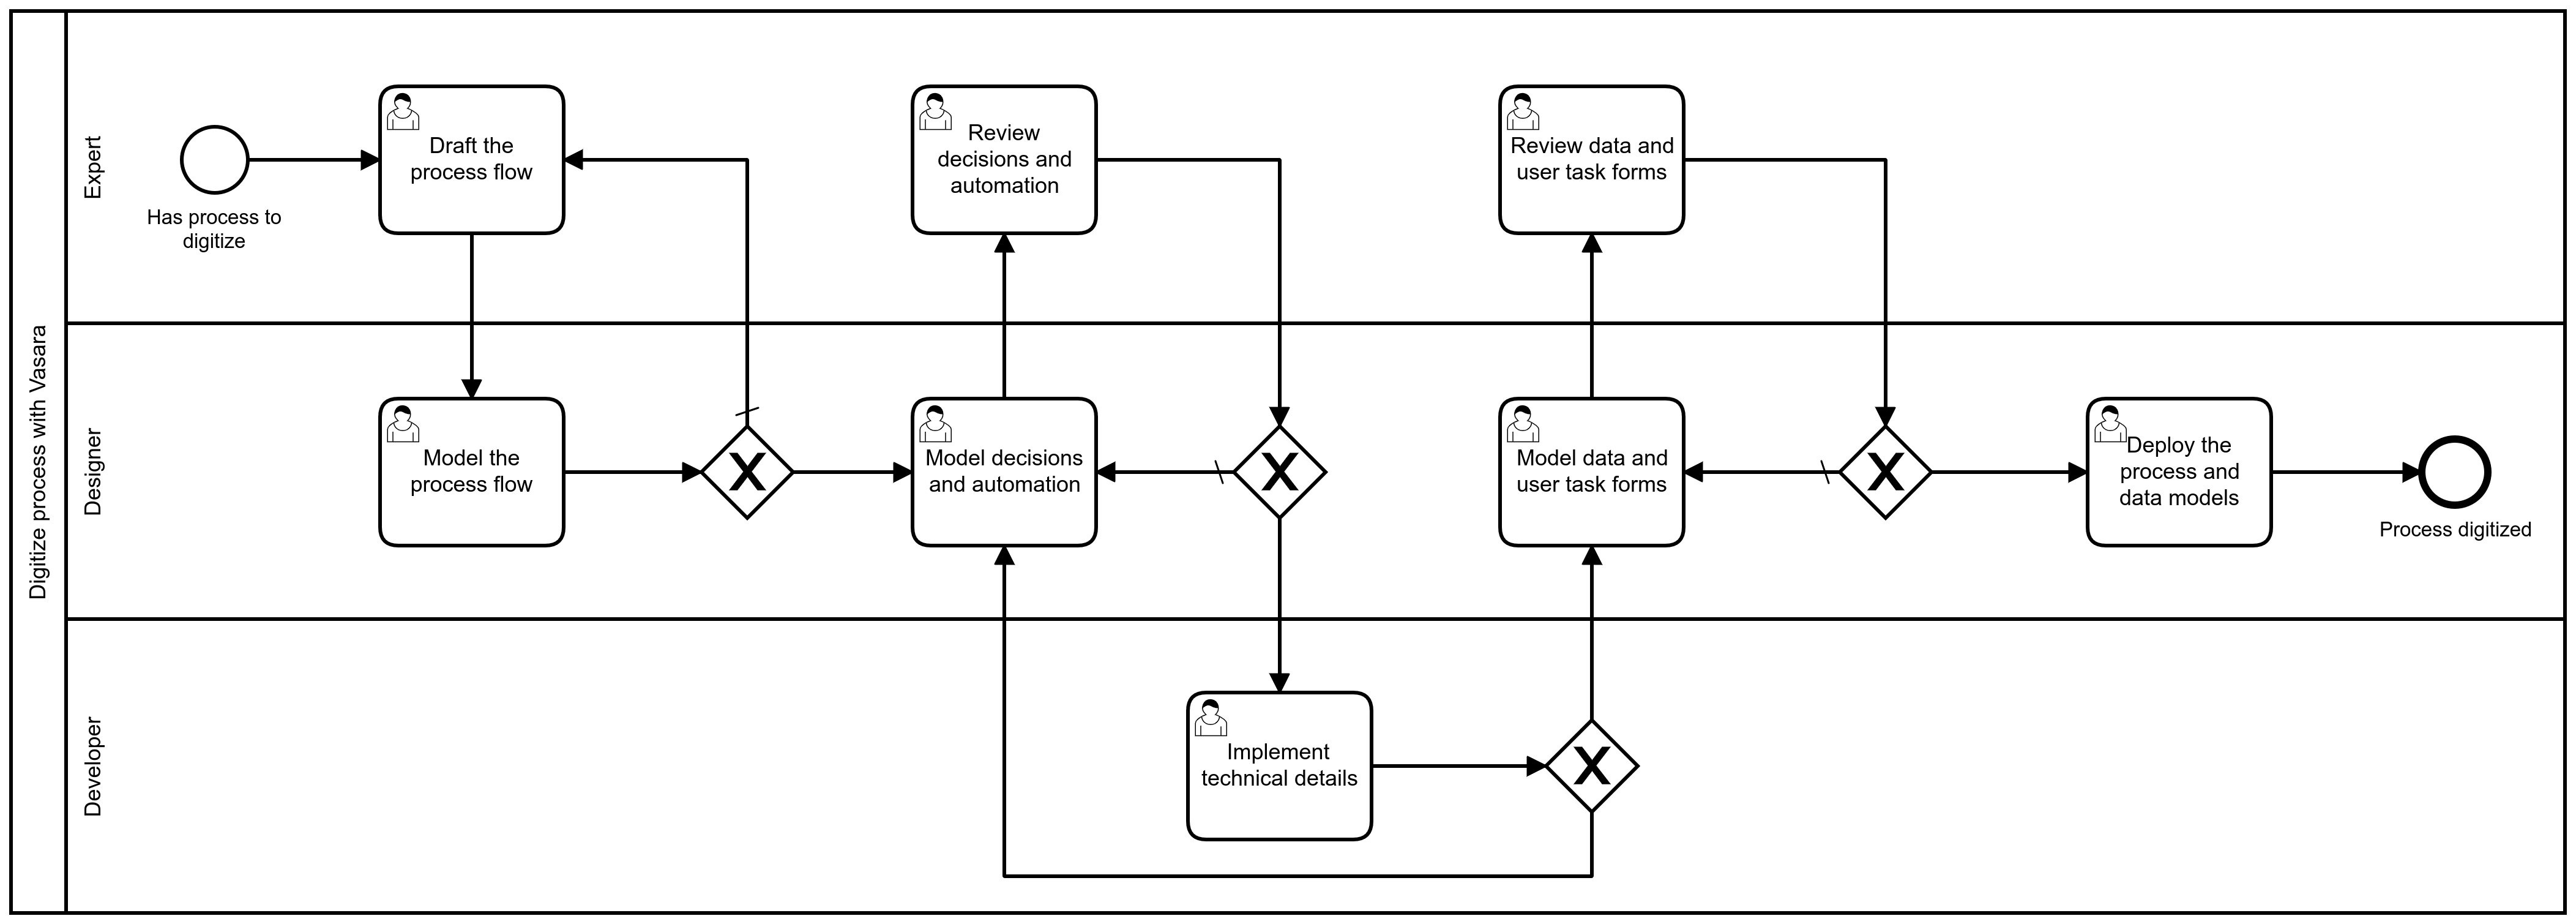 Digitize process with Vasara
Expert
Has process to
digitize
Draft the
process flow
Review
decisions and
automation
Review data and
user task forms
Designer
Model the
process flow
X
Model decisions
and automation
X
Model data and
user task forms
X
Deploy the
process and
data models
Process digitized
Developer
Implement
technical details
X